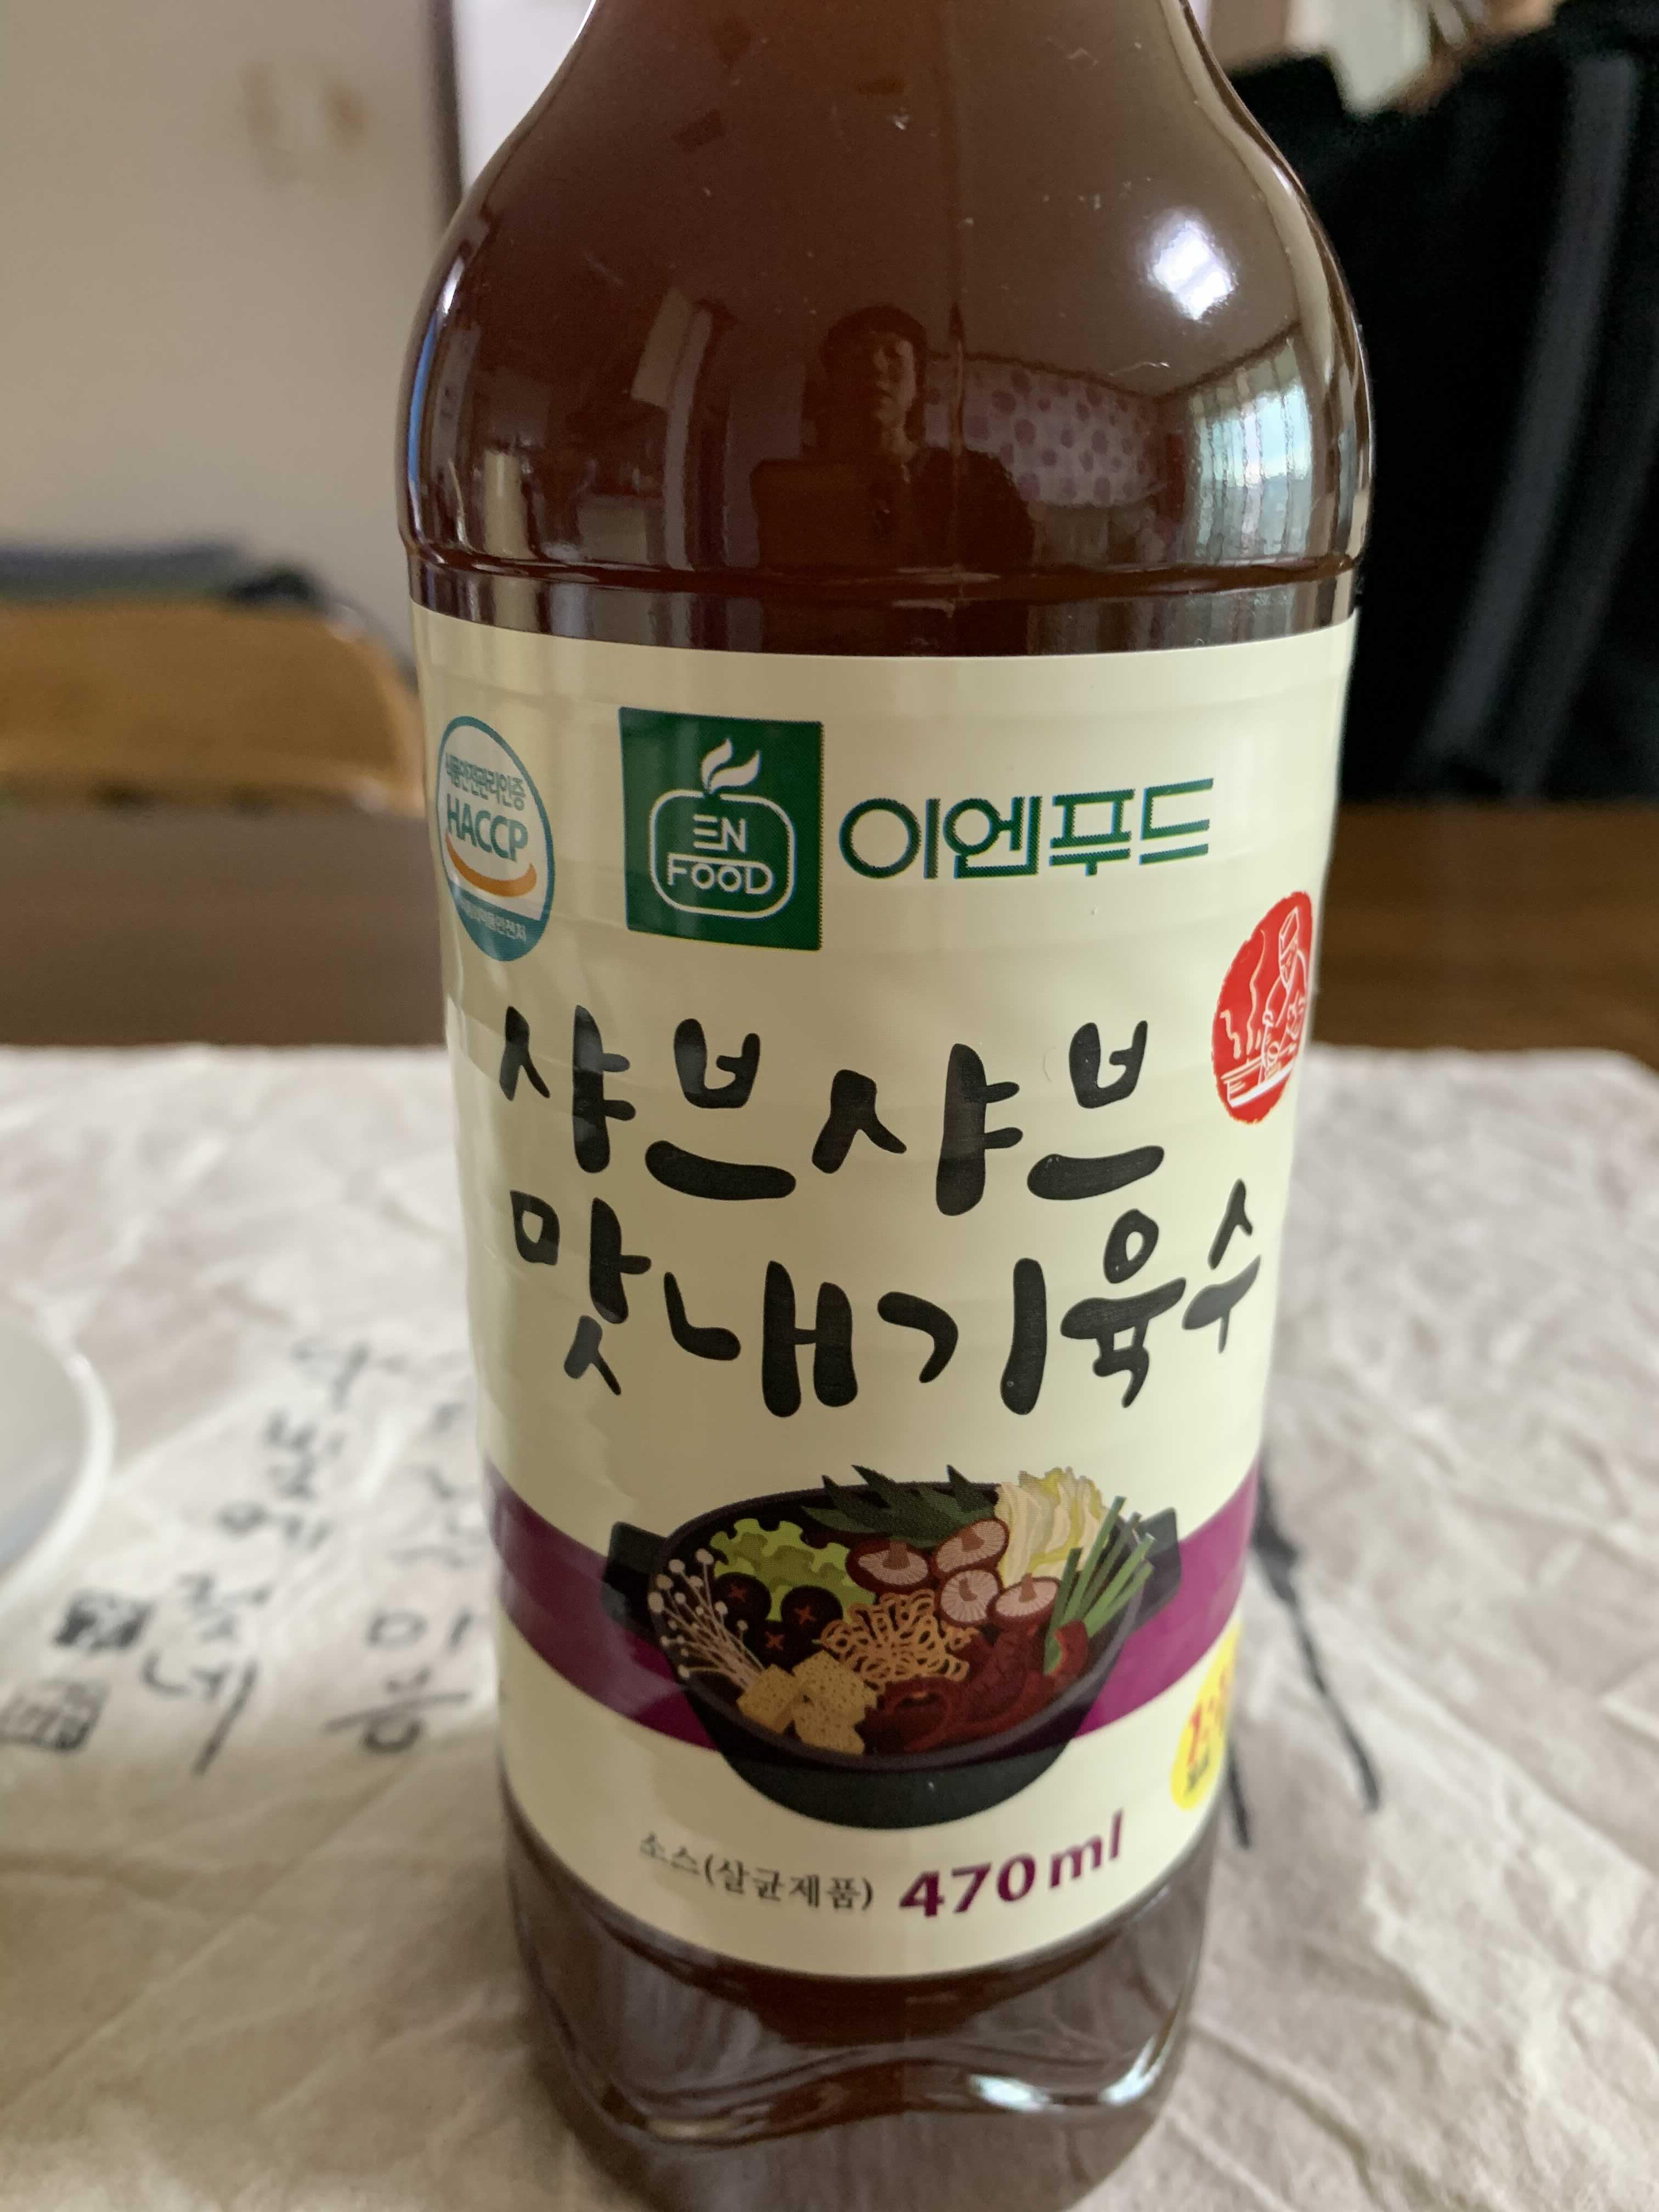 식품안전관리인증
HACCP
EN
FOOD
이엔푸드
샤브샤브
맛내기육수
소스(살균제품) 470ml